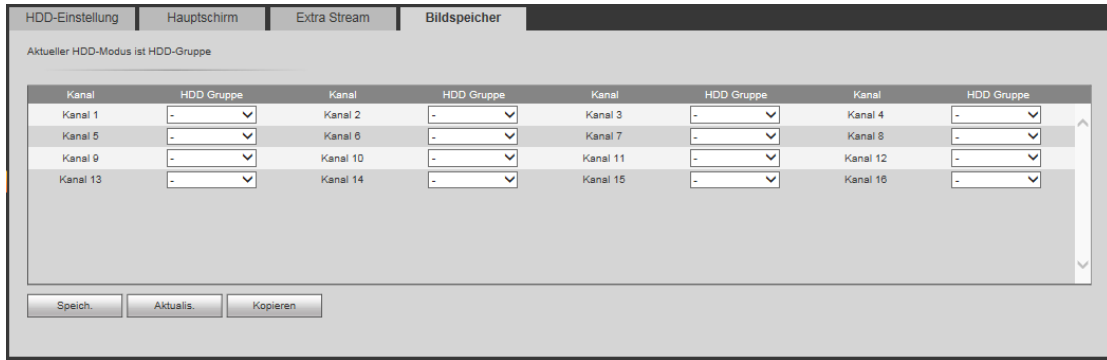 HDD-Einstellung Hauptschirm Extra Stream Bildspeicher
Aktueller HDD-Modus ist HDD-Gruppe
Kanal HDD Gruppe Kanal HDD Gruppe Kanal HDD Gruppe Kanal HDD Gruppe
Kanal 1 - Kanal 2 - Kanal 3 - Kanal 4 -
Kanal 5 - Kanal 6 - Kanal 7 - Kanal 8 -
Kanal 9 - Kanal 10 - Kanal 11 - Kanal 12 -
Kanal 13 - Kanal 14 - Kanal 15 - Kanal 16 -
Speich. Aktualis. Kopieren